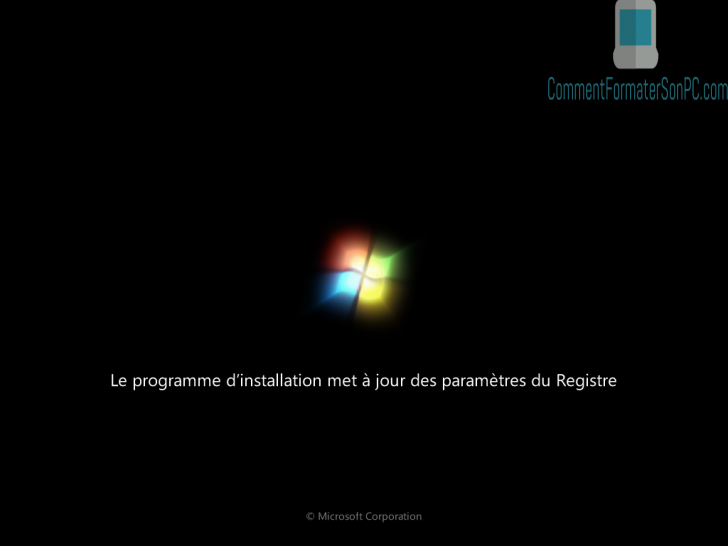 CommentFormaterSonPC.com
Le programme d’installation met à jour des paramètres du Registre
© Microsoft Corporation